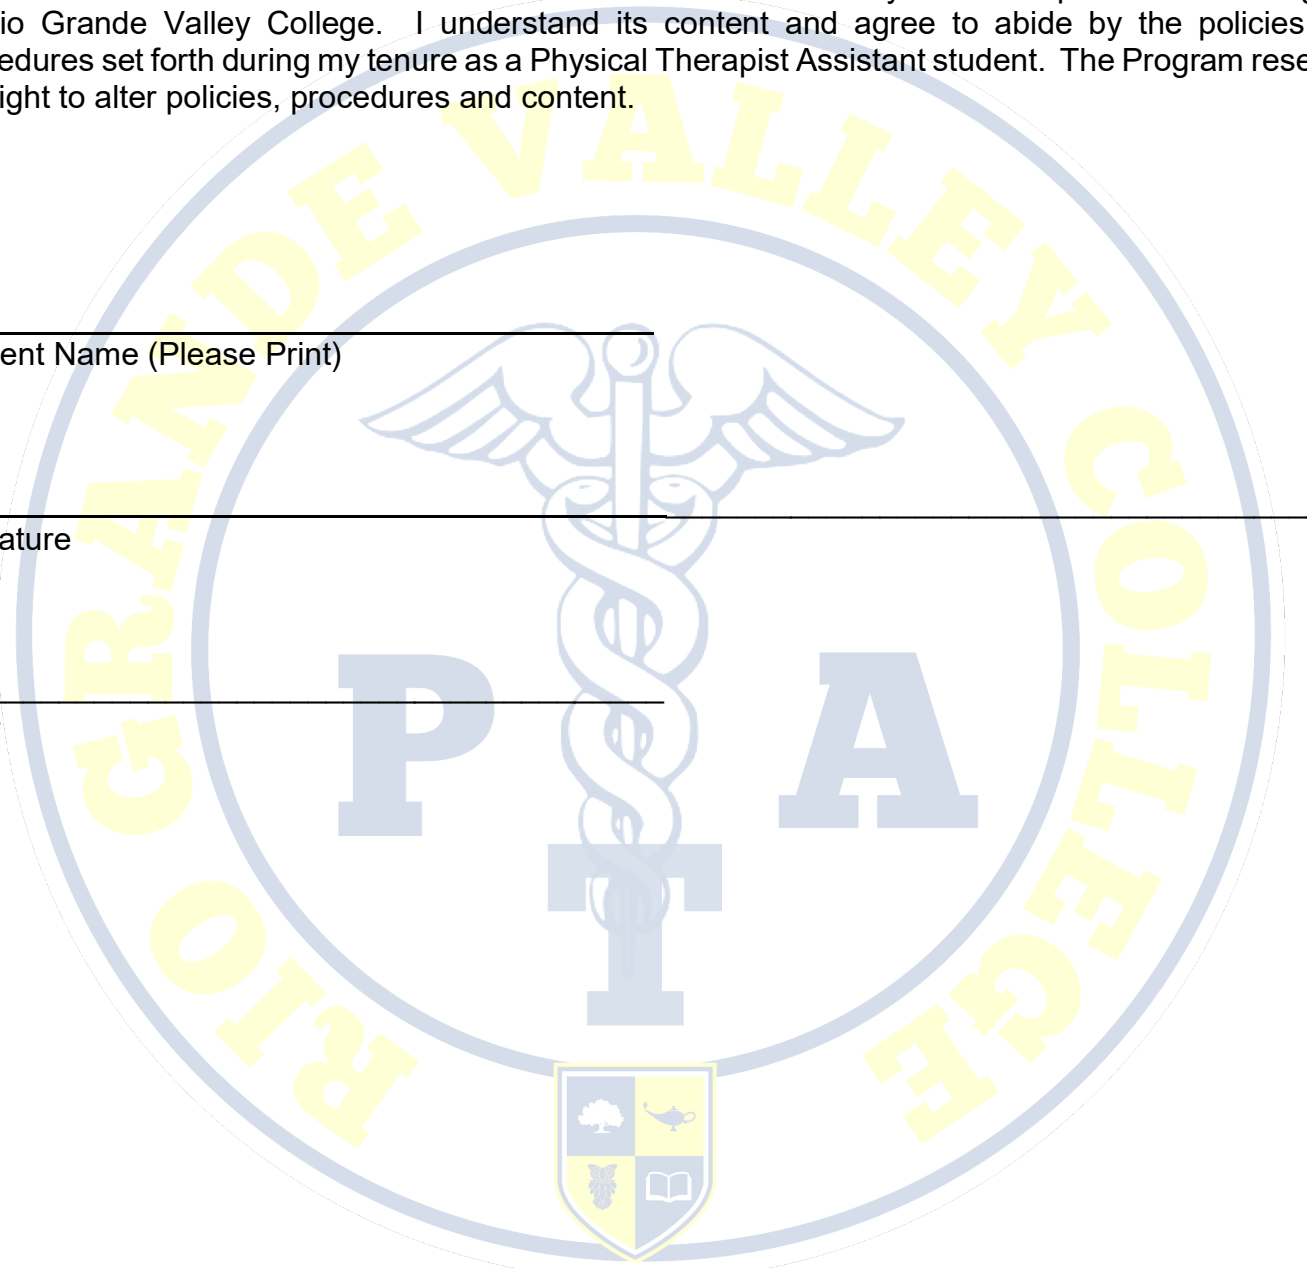 io Grande Valley College. I understand its content and agree to abide by the policies
edures set forth during my tenure as a Physical Therapist Assistant student. The Program rese
ight to alter policies, procedures and content.
ent Name (Please Print)
ature
RIO GRANDE VALLEY COLLEGE
P T A